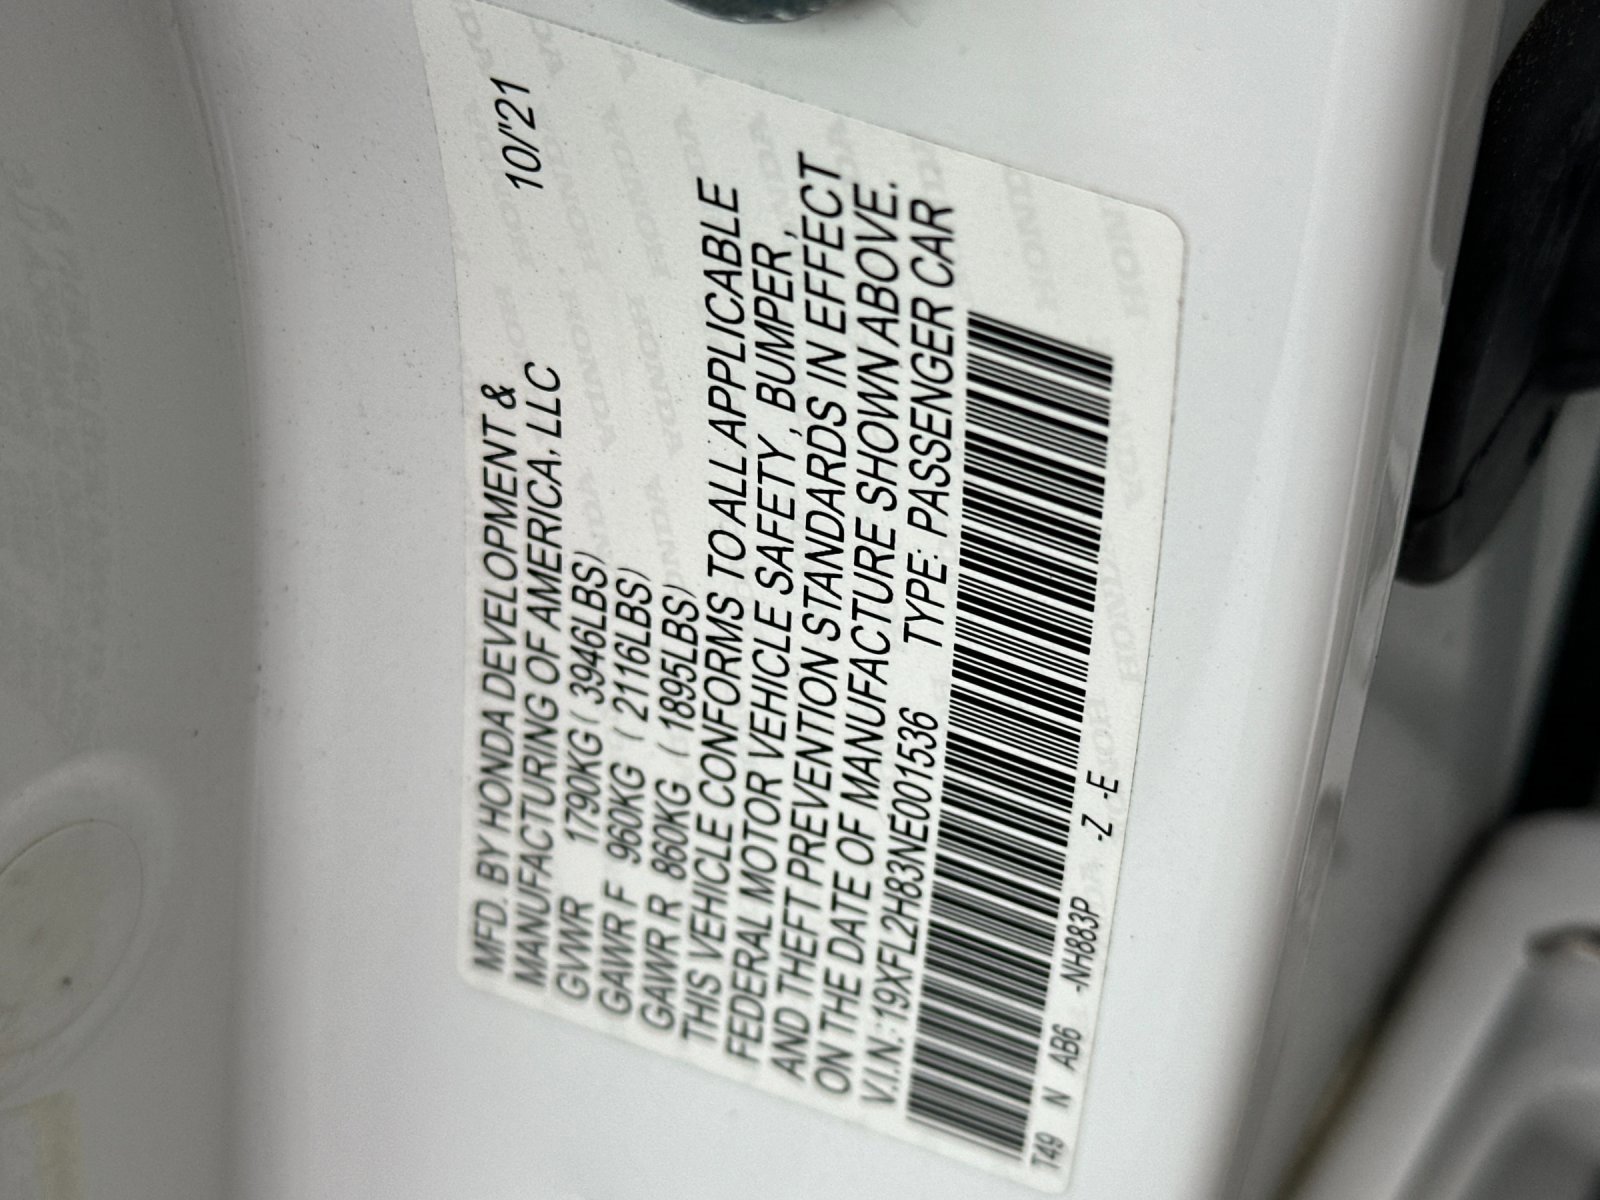 MFD. BY HONDA DEVELOPMENT &
MANUFACTURING OF AMERICA, LLC 10/'21
GVWR 1790KG ( 3946LBS)
GAWR F 960KG ( 2116LBS)
GAWR R 860KG ( 1895LBS)
THIS VEHICLE CONFORMS TO ALL APPLICABLE
FEDERAL MOTOR VEHICLE SAFETY, BUMPER,
AND THEFT PREVENTION STANDARDS IN EFFECT
ON THE DATE OF MANUFACTURE SHOWN ABOVE.
V.I.N.: 19XFL2H83NE001536 TYPE: PASSENGER CAR
T49 N AB6 -NH883P -Z -E